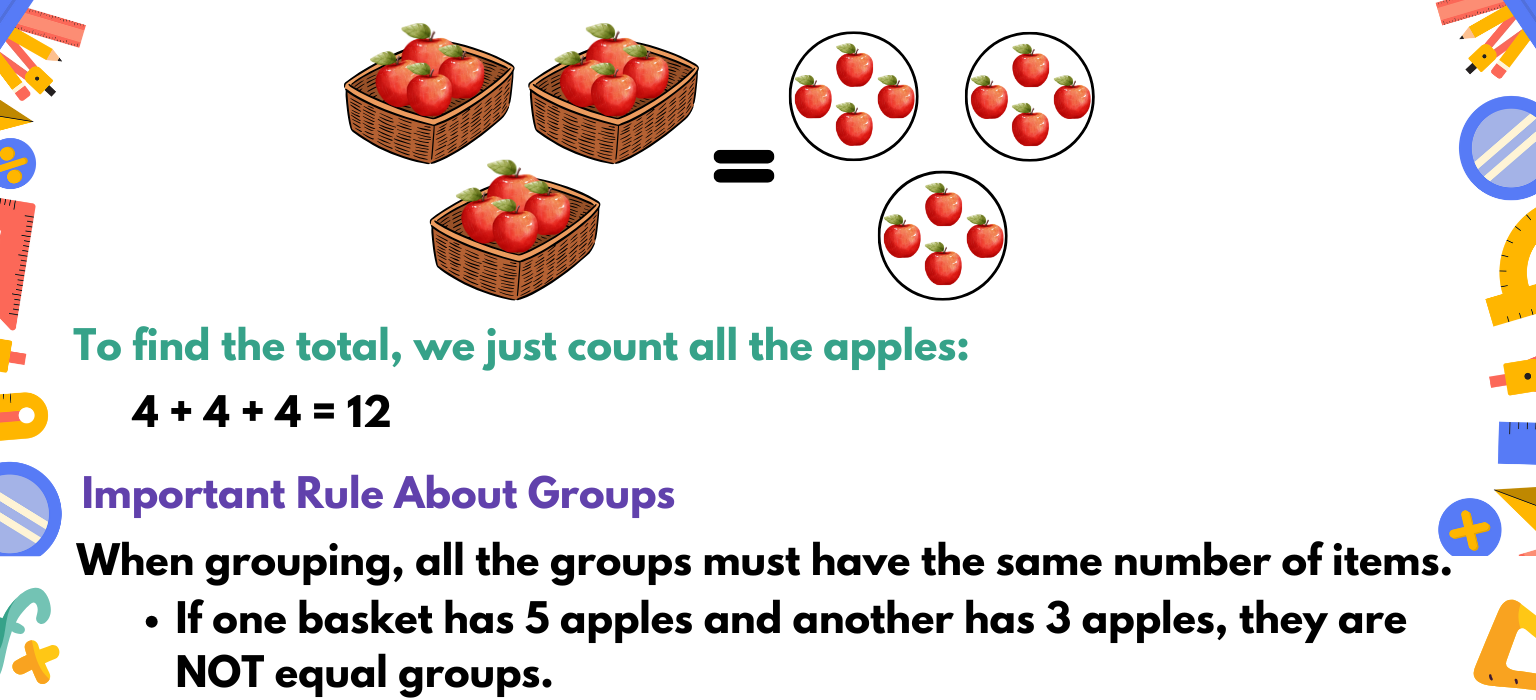 To find the total, we just count all the apples:
4 + 4 + 4 = 12
Important Rule About Groups
When grouping, all the groups must have the same number of items.
• If one basket has 5 apples and another has 3 apples, they are
NOT equal groups.